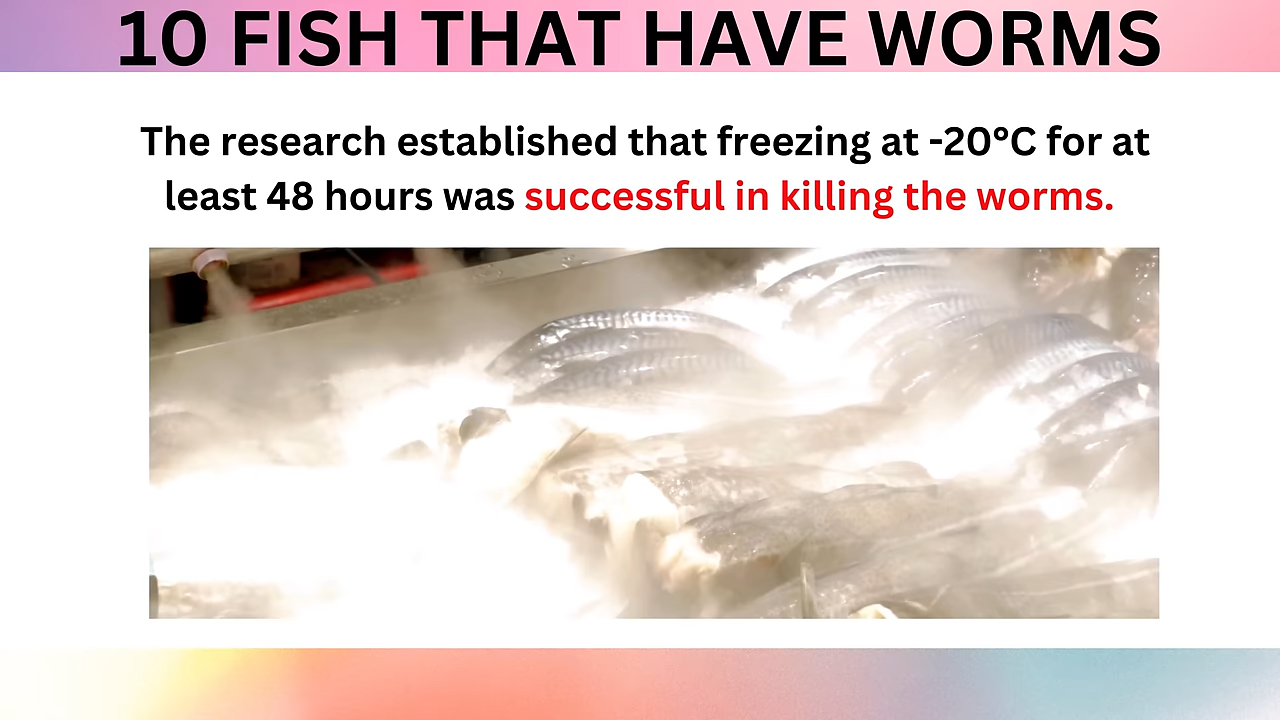 10 FISH THAT HAVE WORMS
The research established that freezing at -20°C for at
least 48 hours was successful in killing the worms.